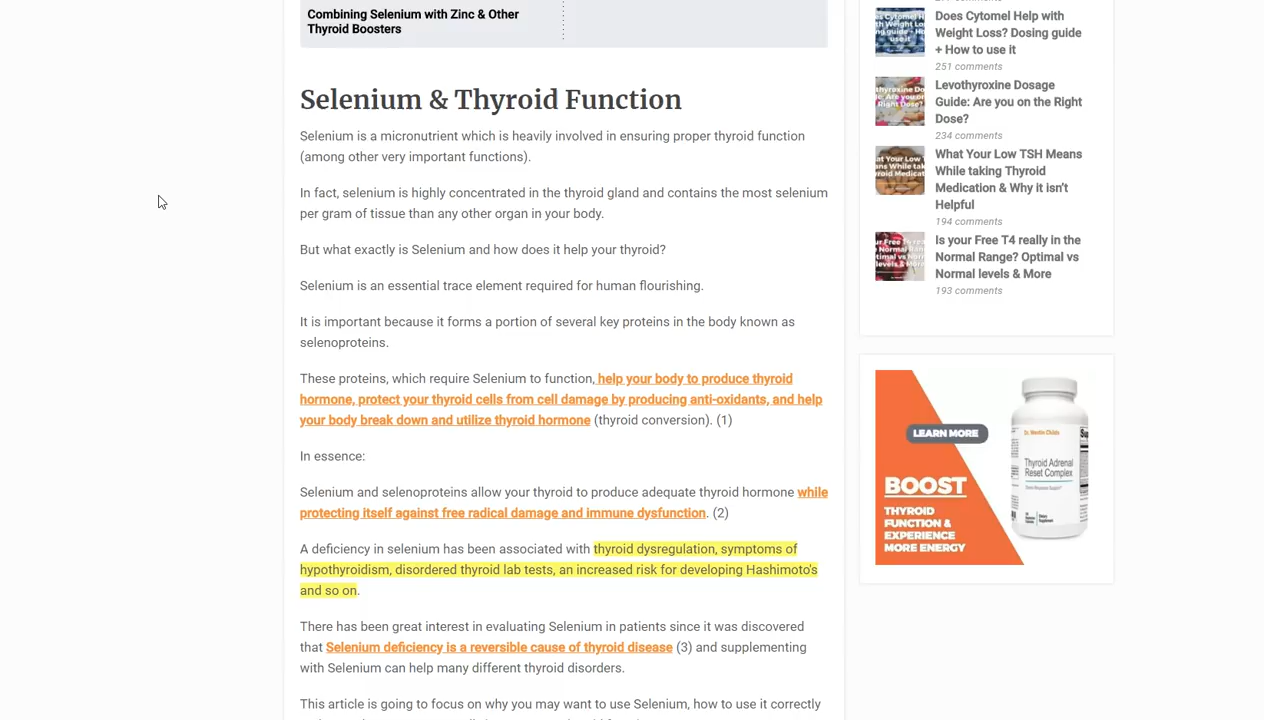 Combining Selenium with Zinc & Other
Thyroid Boosters
Selenium & Thyroid Function
Selenium is a micronutrient which is heavily involved in ensuring proper thyroid function
(among other very important functions).
In fact, selenium is highly concentrated in the thyroid gland and contains the most selenium
per gram of tissue than any other organ in your body.
But what exactly is Selenium and how does it help your thyroid?
Selenium is an essential trace element required for human flourishing.
It is important because it forms a portion of several key proteins in the body known as
selenoproteins.
These proteins, which require Selenium to function, help your body to produce thyroid
hormone, protect your thyroid cells from cell damage by producing anti-oxidants, and help
your body break down and utilize thyroid hormone (thyroid conversion). (1)
In essence:
Selenium and selenoproteins allow your thyroid to produce adequate thyroid hormone while
protecting itself against free radical damage and immune dysfunction. (2)
A deficiency in selenium has been associated with thyroid dysregulation, symptoms of
hypothyroidism, disordered thyroid lab tests, an increased risk for developing Hashimoto's
and so on.
There has been great interest in evaluating Selenium in patients since it was discovered
that Selenium deficiency is a reversible cause of thyroid disease (3) and supplementing
with Selenium can help many different thyroid disorders.
This article is going to focus on why you may want to use Selenium, how to use it correctly
Does Cytomel Help with
Weight Loss? Dosing guide
+ How to use it
251 comments
Levothyroxine Dosage
Guide: Are you on the Right
Dose?
234 comments
What Your Low TSH Means
While taking Thyroid
Medication & Why it isn't
Helpful
194 comments
Is your Free T4 really in the
Normal Range? Optimal vs
Normal levels & More
193 comments
LEARN MORE
BOOST
THYROID
FUNCTION &
EXPERIENCE
MORE ENERGY
Dr. Westin Childs
Thyroid Adrenal
Reset Complex